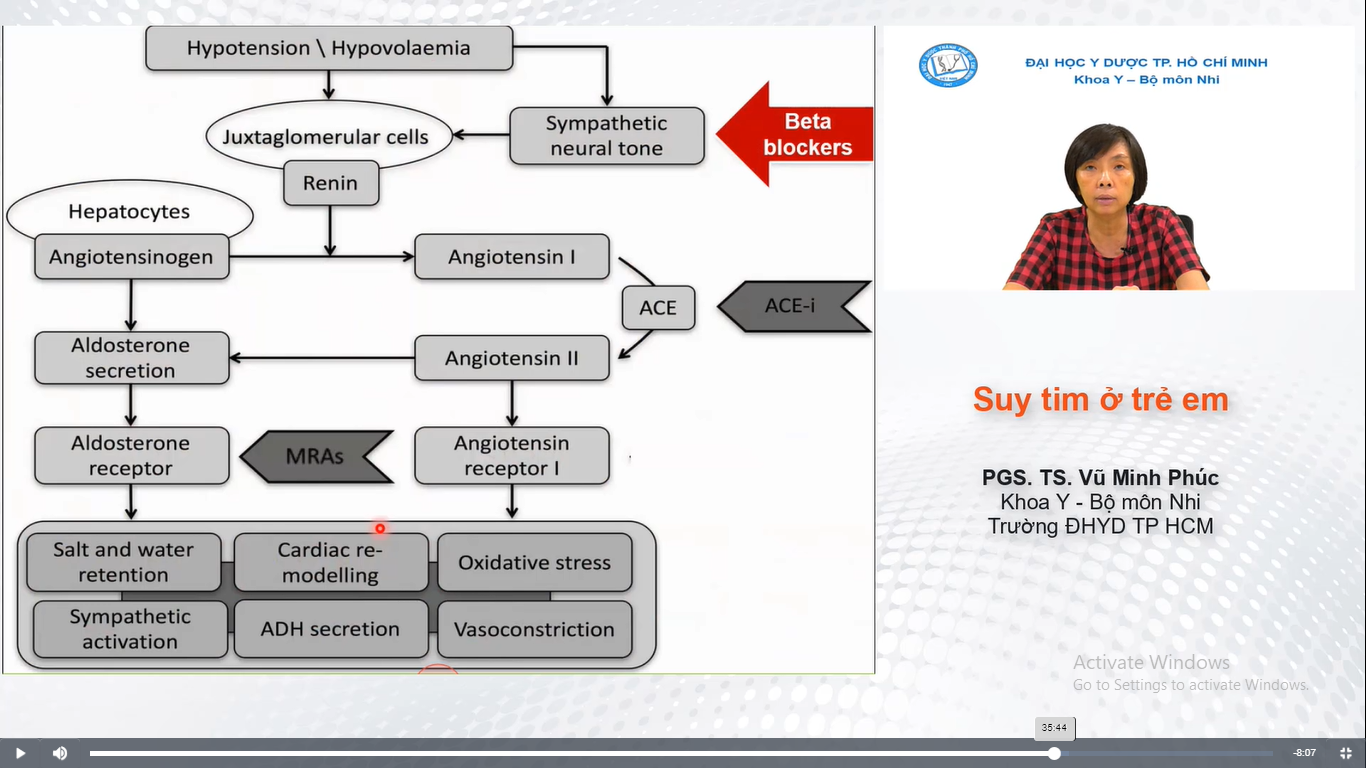 Hypotension \ Hypovolaemia
Juxtaglomerular cells
Sympathetic
neural tone
Beta
blockers
Renin
Hepatocytes
Angiotensinogen
Angiotensin I
ACE
ACE-i
Aldosterone
secretion
Angiotensin II
Aldosterone
receptor
MRAs
Angiotensin
receptor I
Salt and water
retention
Cardiac re-
modelling
Oxidative stress
Sympathetic
activation
ADH secretion
Vasoconstriction
ĐẠI HỌC Y DƯỢC TP. HỒ CHÍ MINH
Khoa Y – Bộ môn Nhi
Suy tim ở trẻ em
PGS. TS. Vũ Minh Phúc
Khoa Y - Bộ môn Nhi
Trường ĐHYD TP HCM
Activate Windows
Go to Settings to activate Windows.
35:44
-8:07